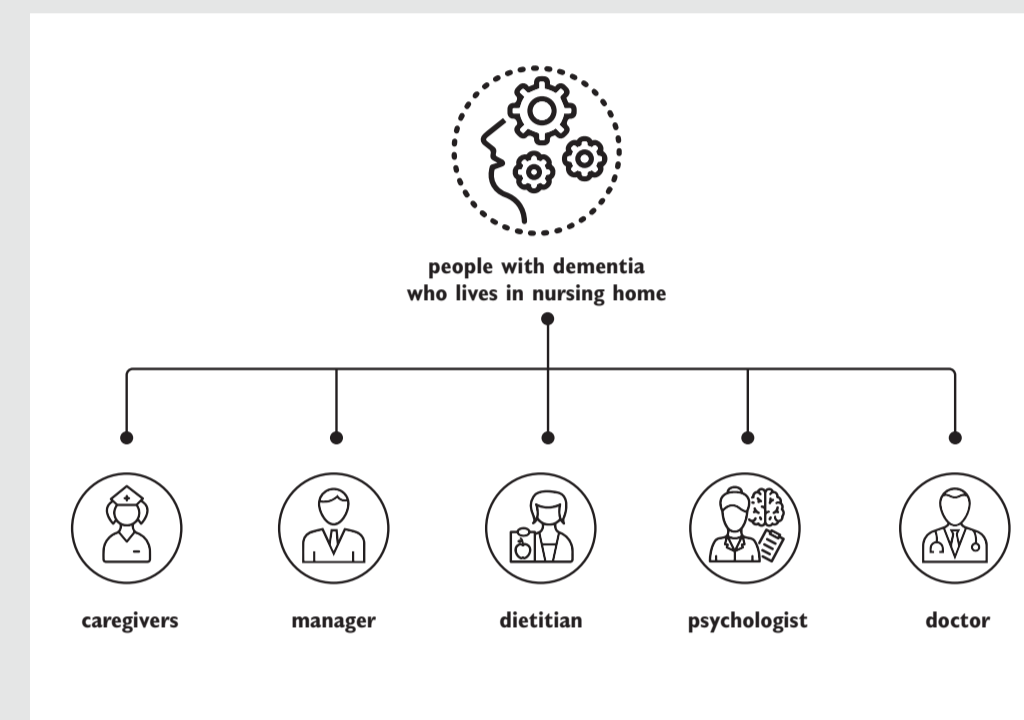 people with dementia
who lives in nursing home
caregivers
manager
dietitian
psychologist
doctor